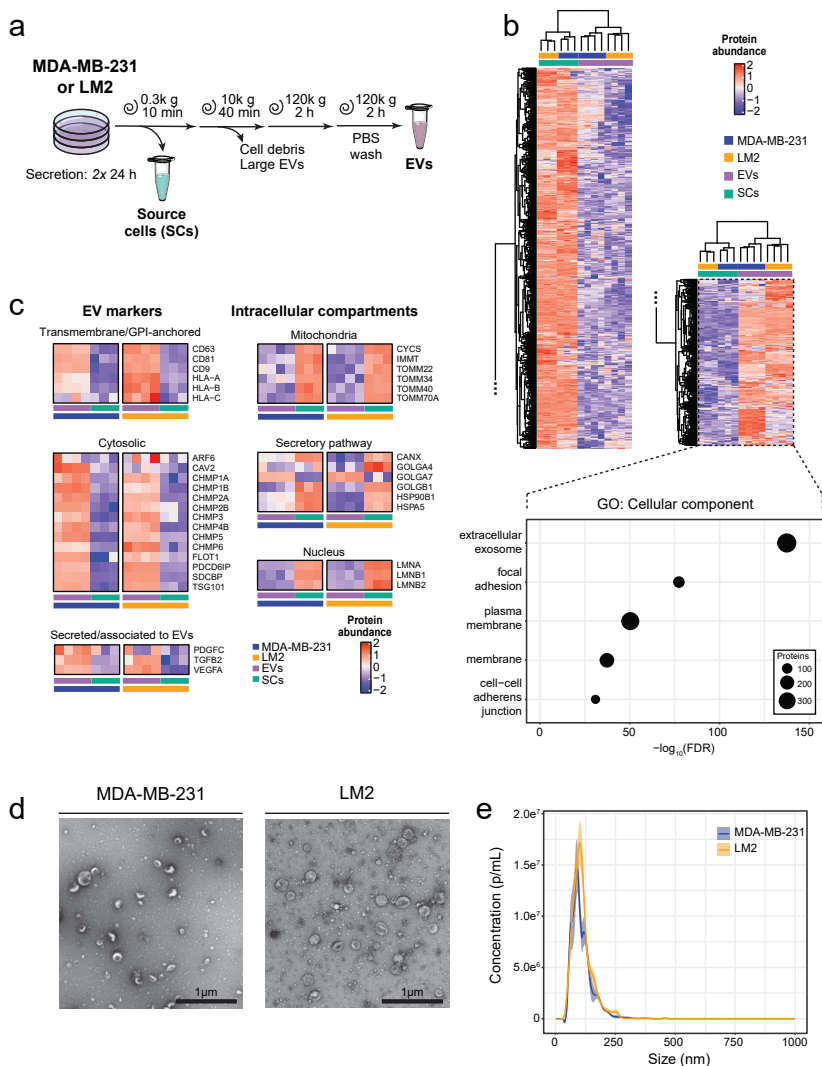 a
MDA-MB-231
or LM2
0.3k g
10 min
10k g
40 min
120k g
2 h
120k g
2 h
Cell debris
Large EVs
PBS
wash
EVs
Secretion: 2x 24 h
Source
cells (SCs)
b
Protein
abundance
2
1
0
−1
−2
MDA-MB-231
LM2
EVs
SCs
...
...
c
EV markers
Transmembrane/GPI-anchored
CD63
CD81
CD9
HLA−A
HLA−B
HLA−C
Cytosolic
ARF6
CAV2
CHMP1A
CHMP1B
CHMP2A
CHMP2B
CHMP3
CHMP4B
CHMP5
CHMP6
FLOT1
PDCD6IP
SDCBP
TSG101
Secreted/associated to EVs
PDGFC
TGFB2
VEGFA
Intracellular compartments
Mitochondria
CYCS
IMMT
TOMM22
TOMM34
TOMM40
TOMM70A
Secretory pathway
CANX
GOLGA4
GOLGA7
GOLGB1
HSP90B1
HSPA5
Nucleus
LMNA
LMNB1
LMNB2
MDA-MB-231
LM2
EVs
SCs
Protein
abundance
2
1
0
−1
−2
GO: Cellular component
extracellular
exosome
focal
adhesion
plasma
membrane
membrane
cell-cell
adherens
junction
Proteins
100
200
300
0
50
100
150
−log10(FDR)
d
MDA-MB-231
LM2
1µm
1µm
e
Concentration (p/mL)
2.0e⁷
1.5e⁷
1.0e⁷
5.0e⁶
0
MDA-MB-231
LM2
0
250
500
750
1000
Size (nm)